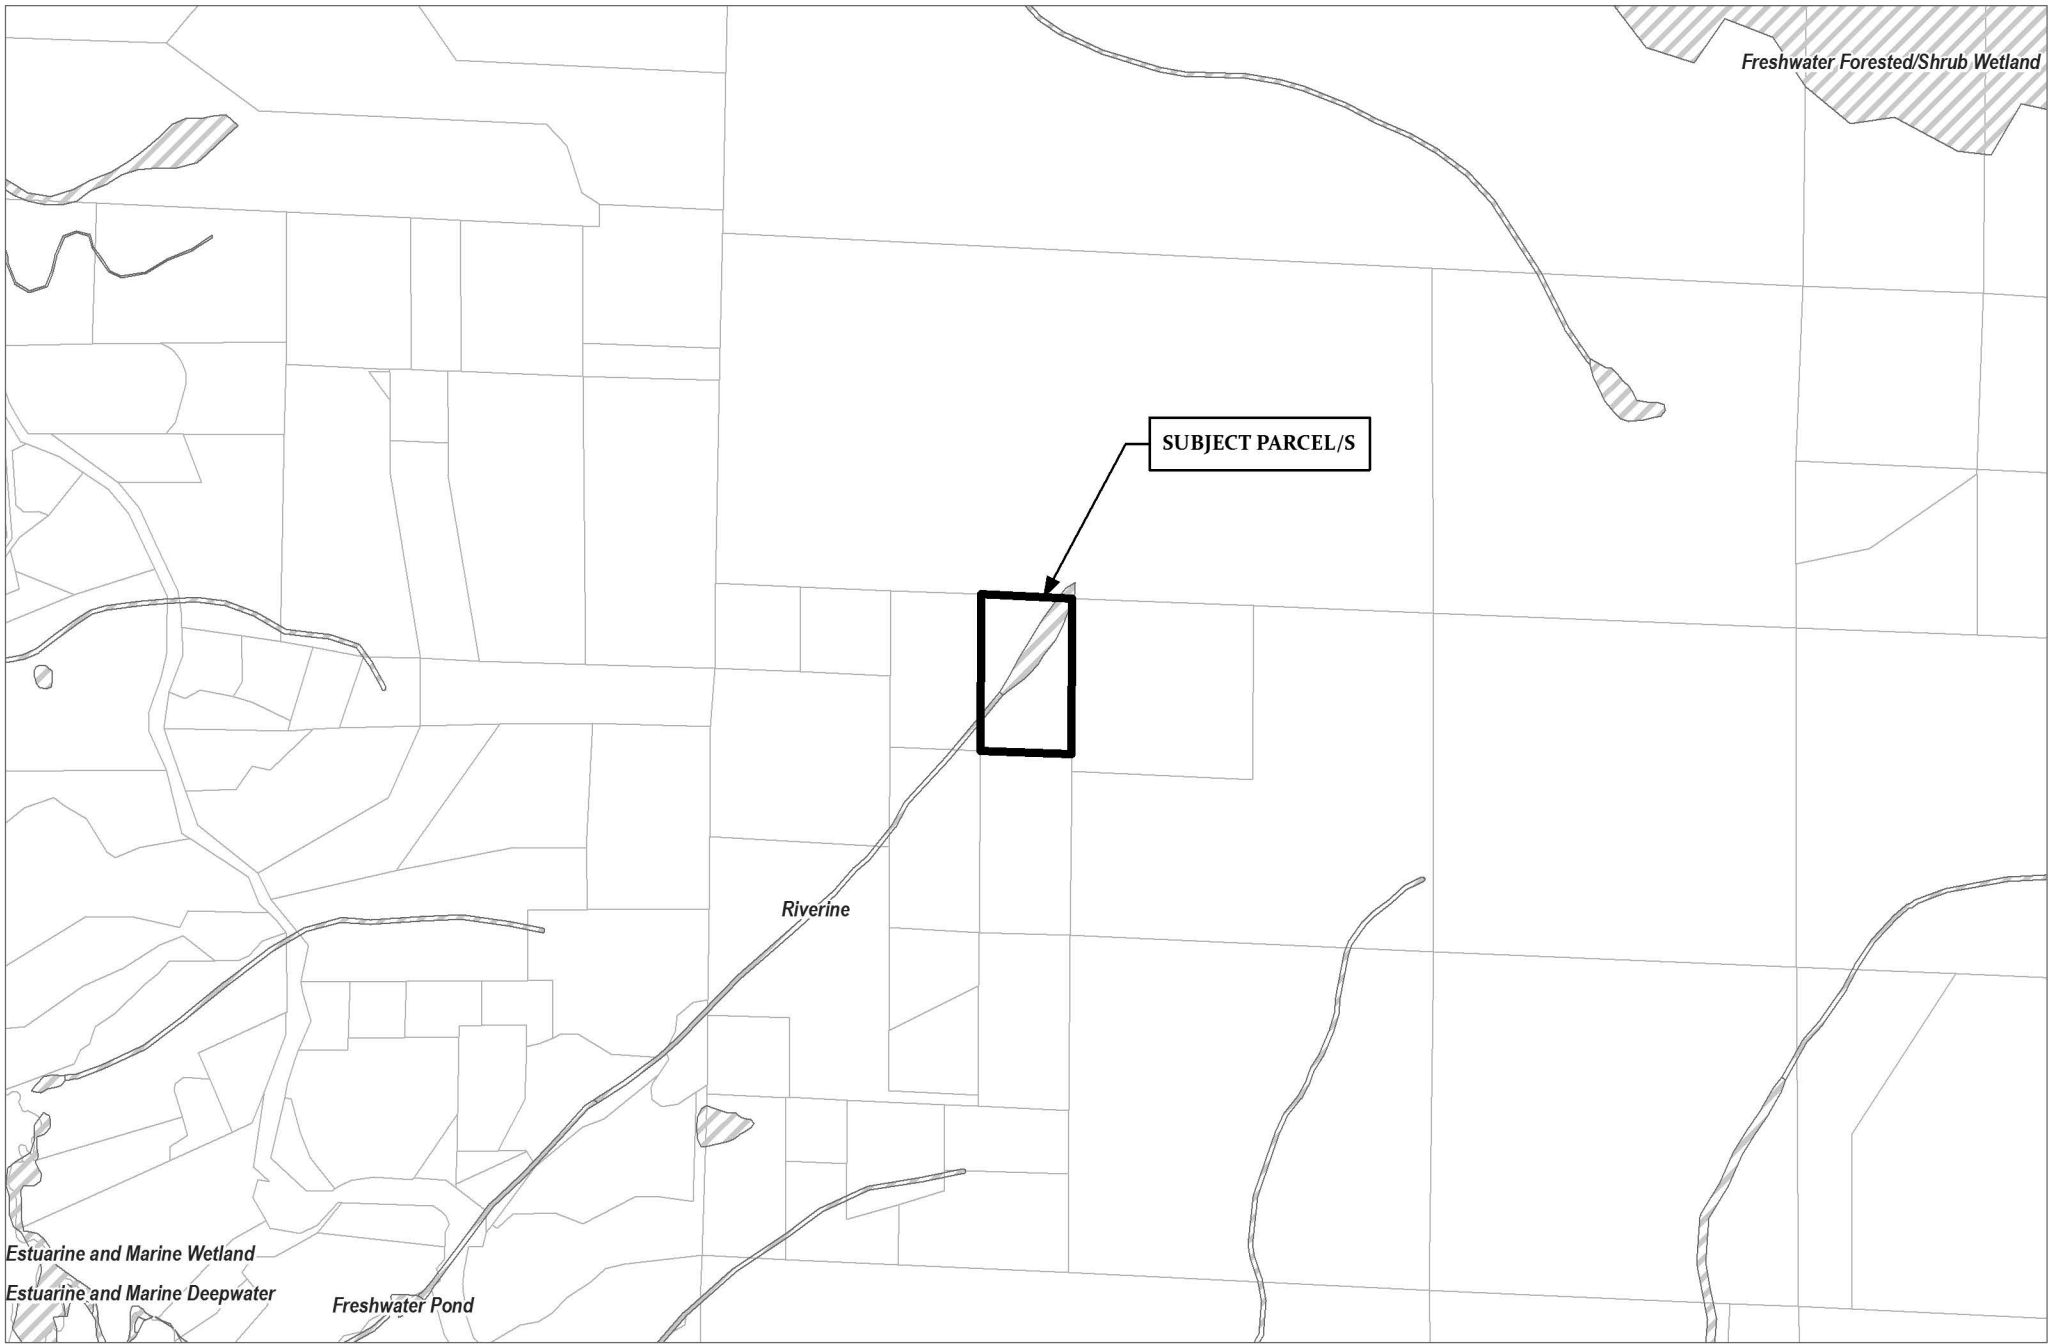 Freshwater Forested/Shrub Wetland
SUBJECT PARCEL/S
Riverine
Estuarine and Marine Wetland
Estuarine and Marine Deepwater
Freshwater Pond